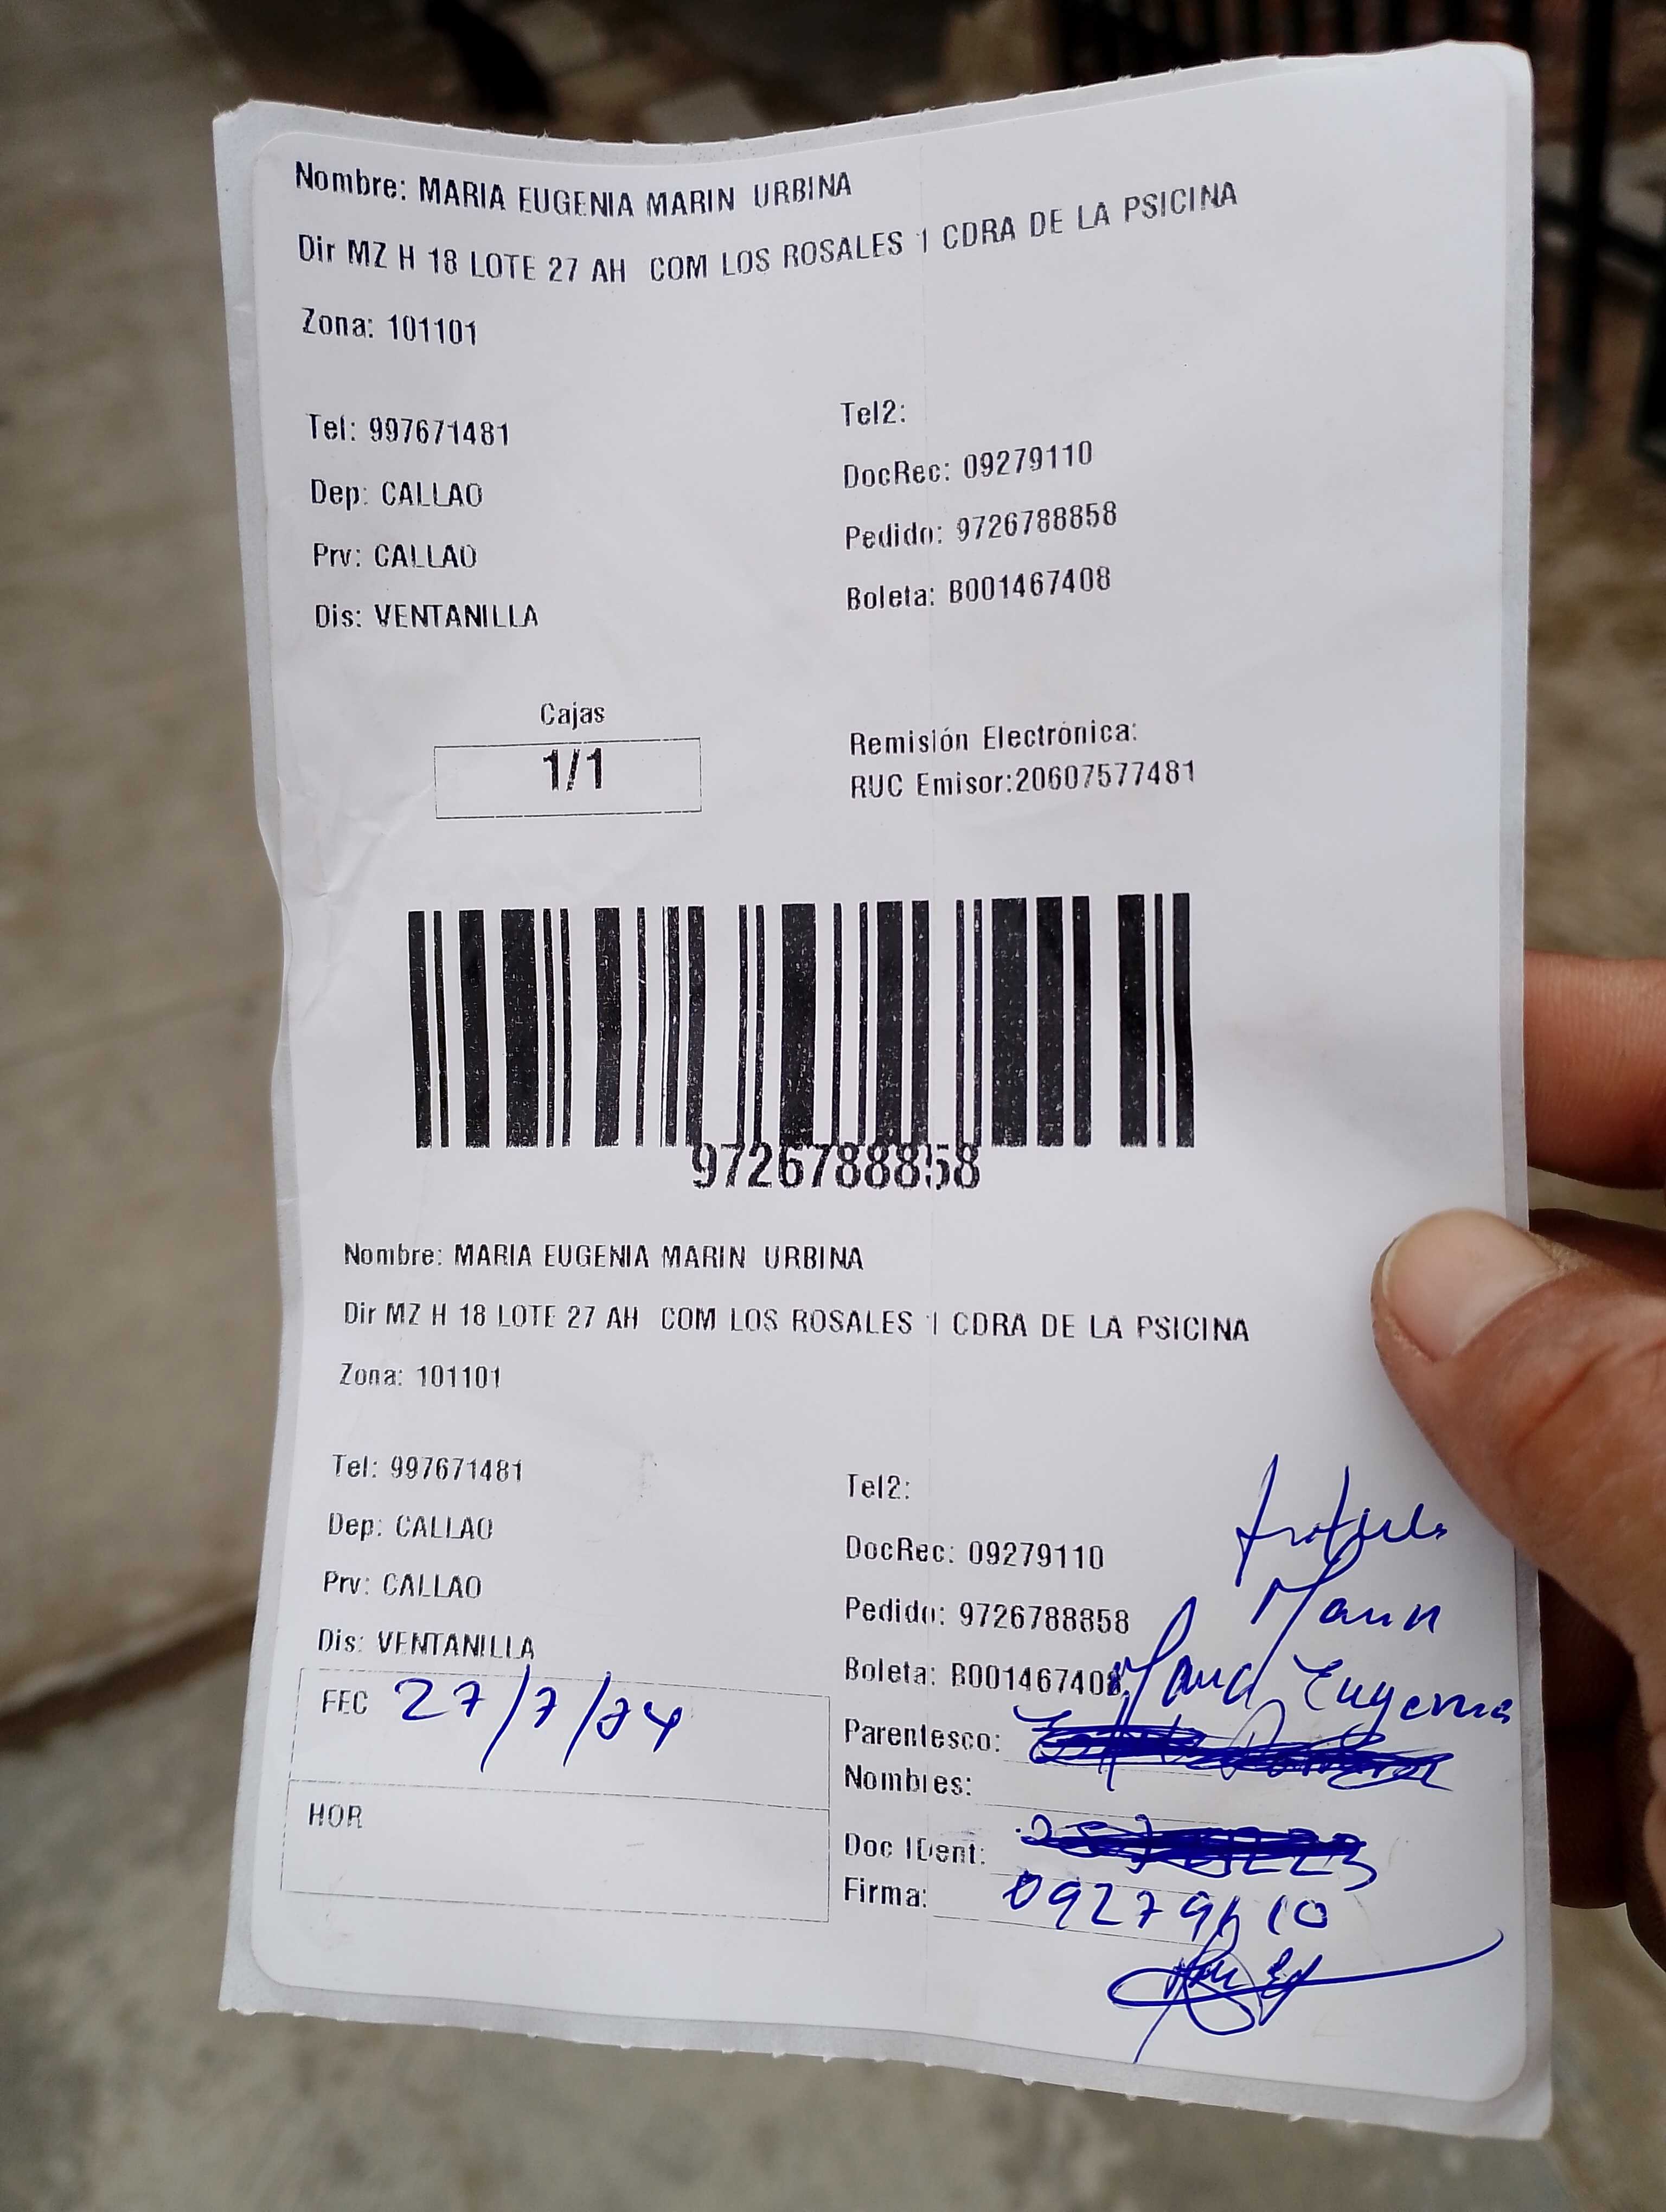 Nombre: MARIA EUGENIA MARIN URBINA
Dir MZ H 18 LOTE 27 AH COM LOS ROSALES 1 CDRA DE LA PSICINA
Zona: 101101
Tel: 997671481
Tel2:
Dep: CALLAO
DocRec: 09279110
Prv: CALLAO
Pedido: 9726788858
Dis: VENTANILLA
Boleta: B001467408
Cajas
1/1
Remisión Electrónica:
RUC Emisor:20607577481
9726788858
Nombre: MARIA EUGENIA MARIN URBINA
Dir MZ H 18 LOTE 27 AH COM LOS ROSALES 1 CDRA DE LA PSICINA
Zona: 101101
Tel: 997671481
Tel2:
Dep: CALLAO
DocRec: 09279110
Marin
Prv: CALLAO
Pedido: 9726788858
Dis: VENTANILLA
Boleta: B001467408
Maria Eugenia
FEC 27/7/24
Parentesco:
Nombres:
HOR
Doc IDent:
Firma: 09279110